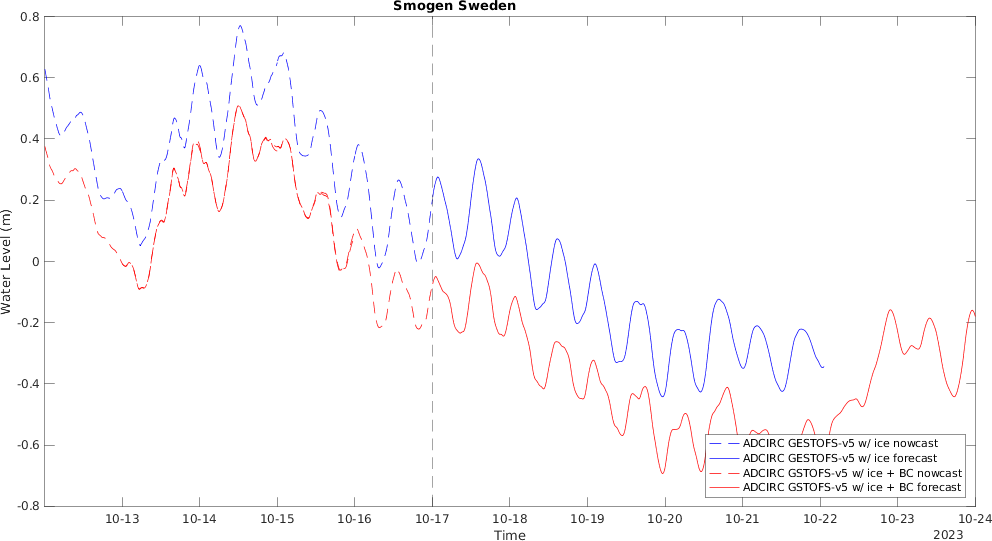 Smogen Sweden
0.8
0.6
0.4
0.2
0
-0.2
-0.4
-0.6
-0.8
Water Level (m)
ADCIRC GESTOFS-v5 w/ ice nowcast
ADCIRC GESTOFS-v5 w/ ice forecast
ADCIRC GSTOFS-v5 w/ ice + BC nowcast
ADCIRC GSTOFS-v5 w/ ice + BC forecast
10-13 10-14 10-15 10-16 10-17 10-18 10-19 10-20 10-21 10-22 10-23 10-24
Time
2023